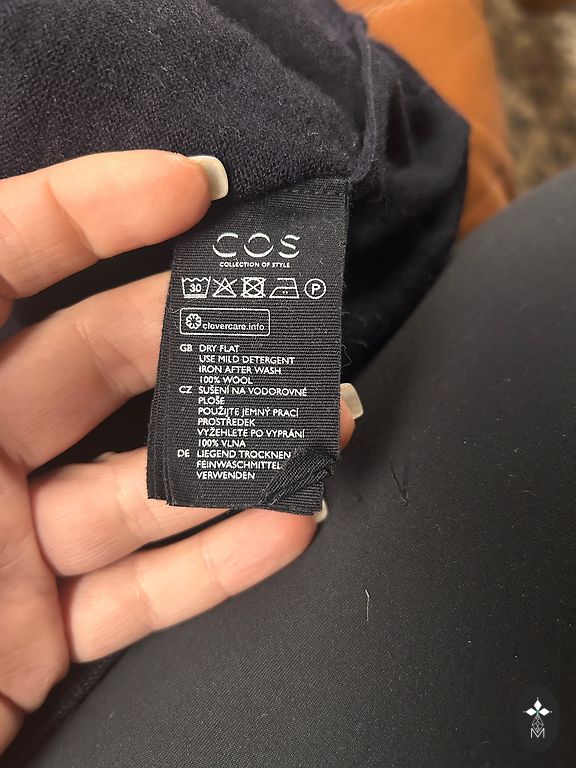 COS
COLLECTION OF STYLE
30
P
clevercare.info
GB DRY FLAT
USE MILD DETERGENT
IRON AFTER WASH
100% WOOL
CZ SUŠENÍ NA VODOROVNÉ
PLOŠE
POUŽIJTE JEMNÝ PRACÍ
PROSTŘEDEK
VYŽEHLETE PO VYPRÁNÍ
100% VLNA
DE LIEGEND TROCKNEN
FEINWASCHMITTEL
VERWENDEN
M